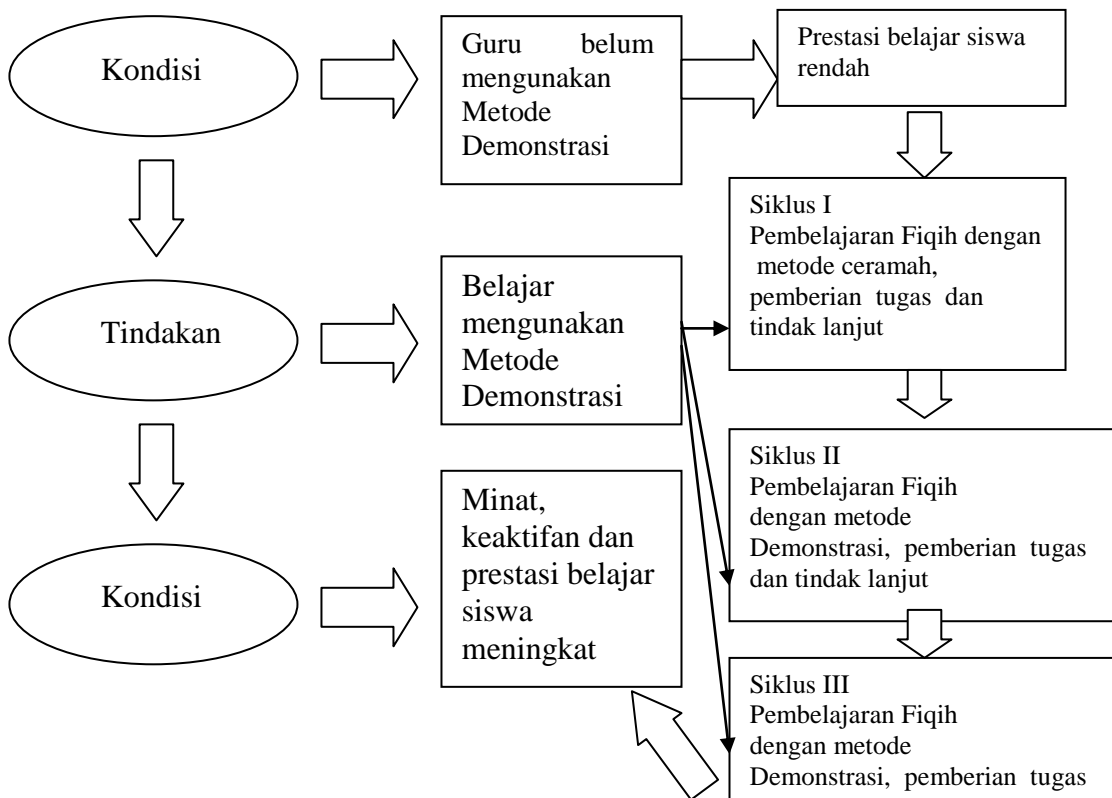 Kondisi
Guru belum
mengunakan
Metode
Demonstrasi
Prestasi belajar siswa
rendah
Siklus I
Pembelajaran Fiqih dengan
metode ceramah,
pemberian tugas dan
tindak lanjut
Tindakan
Belajar
mengunakan
Metode
Demonstrasi
Siklus II
Pembelajaran Fiqih
dengan metode
Demonstrasi, pemberian tugas
dan tindak lanjut
Kondisi
Minat,
keaktifan dan
prestasi belajar
siswa
meningkat
Siklus III
Pembelajaran Fiqih
dengan metode
Demonstrasi, pemberian tugas